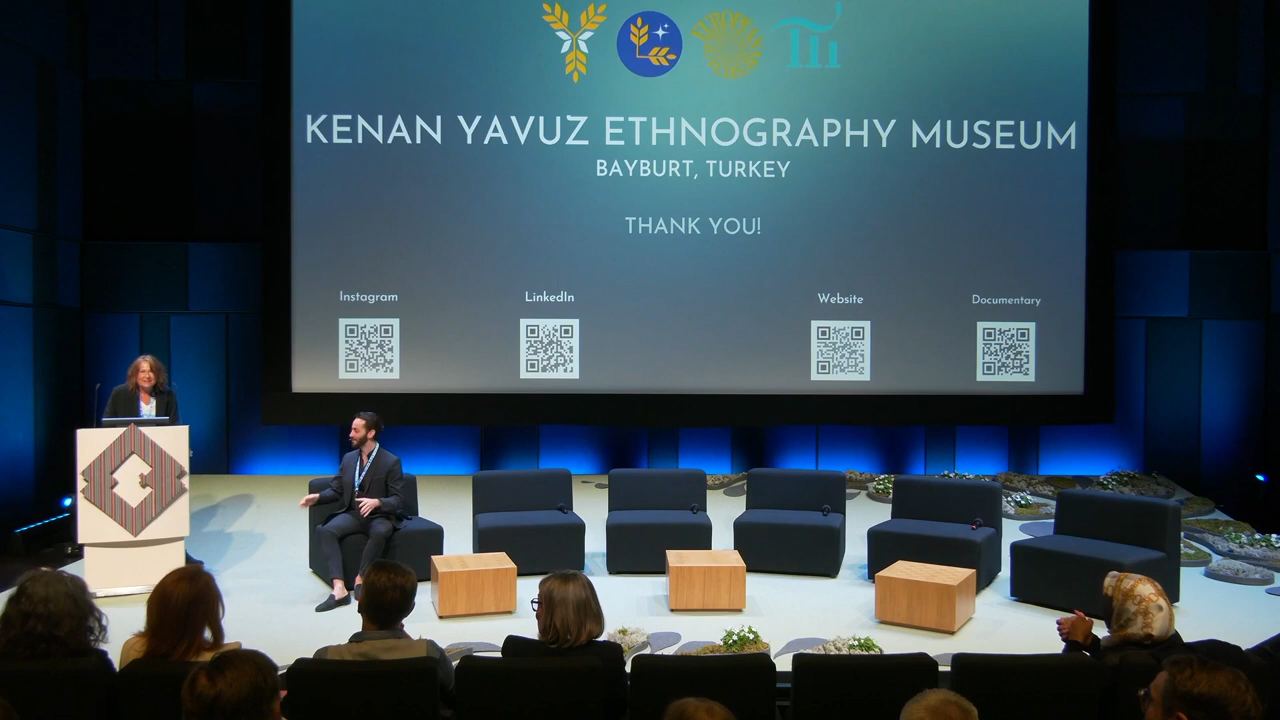 KENAN YAVUZ ETHNOGRAPHY MUSEUM
BAYBURT, TURKEY
THANK YOU!
Instagram
LinkedIn
Website
Documentary